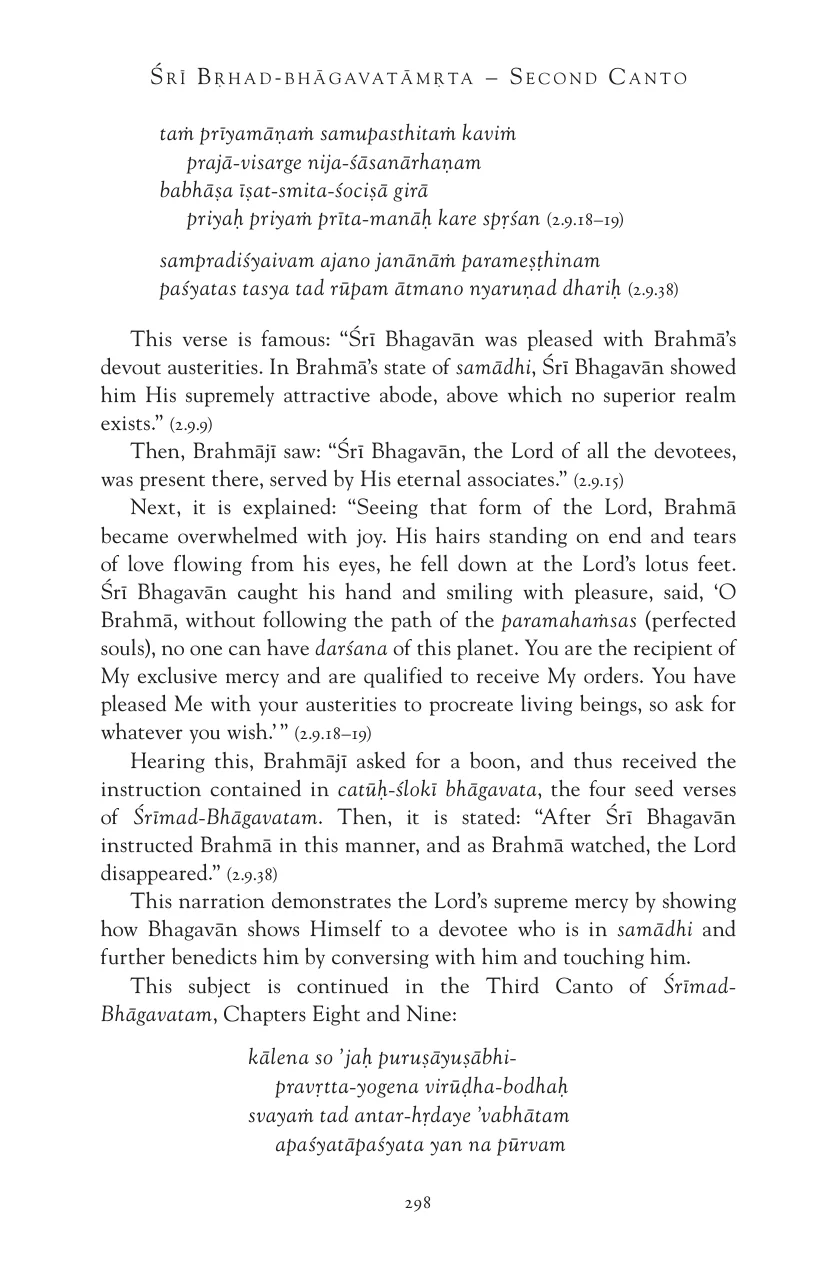 Śrī Bṛhad-bhāgavatāmṛta – Second Canto
taṁ prīyamāṇaṁ samupasthitaṁ kaviṁ
prajā-visarge nija-śāsanārhaṇam
babhāṣa īṣat-smita-śociṣā girā
priyaḥ priyaṁ prīta-manāḥ kare spṛśan (2.9.18–19)
sampradiśyaivam ajano janānāṁ parameṣṭhinam
paśyatas tasya tad rūpam ātmano nyaruṇad dhariḥ (2.9.38)
This verse is famous: “Śrī Bhagavān was pleased with Brahmā’s
devout austerities. In Brahmā’s state of samādhi, Śrī Bhagavān showed
him His supremely attractive abode, above which no superior realm
exists.” (2.9.9)
Then, Brahmājī saw: “Śrī Bhagavān, the Lord of all the devotees,
was present there, served by His eternal associates.” (2.9.15)
Next, it is explained: “Seeing that form of the Lord, Brahmā
became overwhelmed with joy. His hairs standing on end and tears
of love flowing from his eyes, he fell down at the Lord’s lotus feet.
Śrī Bhagavān caught his hand and smiling with pleasure, said, ‘O
Brahmā, without following the path of the paramahaṁsas (perfected
souls), no one can have darśana of this planet. You are the recipient of
My exclusive mercy and are qualified to receive My orders. You have
pleased Me with your austerities to procreate living beings, so ask for
whatever you wish.’ ” (2.9.18–19)
Hearing this, Brahmājī asked for a boon, and thus received the
instruction contained in catūḥ-ślokī bhāgavata, the four seed verses
of Śrīmad-Bhāgavatam. Then, it is stated: “After Śrī Bhagavān
instructed Brahmā in this manner, and as Brahmā watched, the Lord
disappeared.” (2.9.38)
This narration demonstrates the Lord’s supreme mercy by showing
how Bhagavān shows Himself to a devotee who is in samādhi and
further benedicts him by conversing with him and touching him.
This subject is continued in the Third Canto of Śrīmad-
Bhāgavatam, Chapters Eight and Nine:
kālena so ’jaḥ puruṣāyuṣābhi-
pravṛtta-yogena virūḍha-bodhaḥ
svayaṁ tad antar-hṛdaye ’vabhātam
apaśyatāpaśyata yan na pūrvam
298